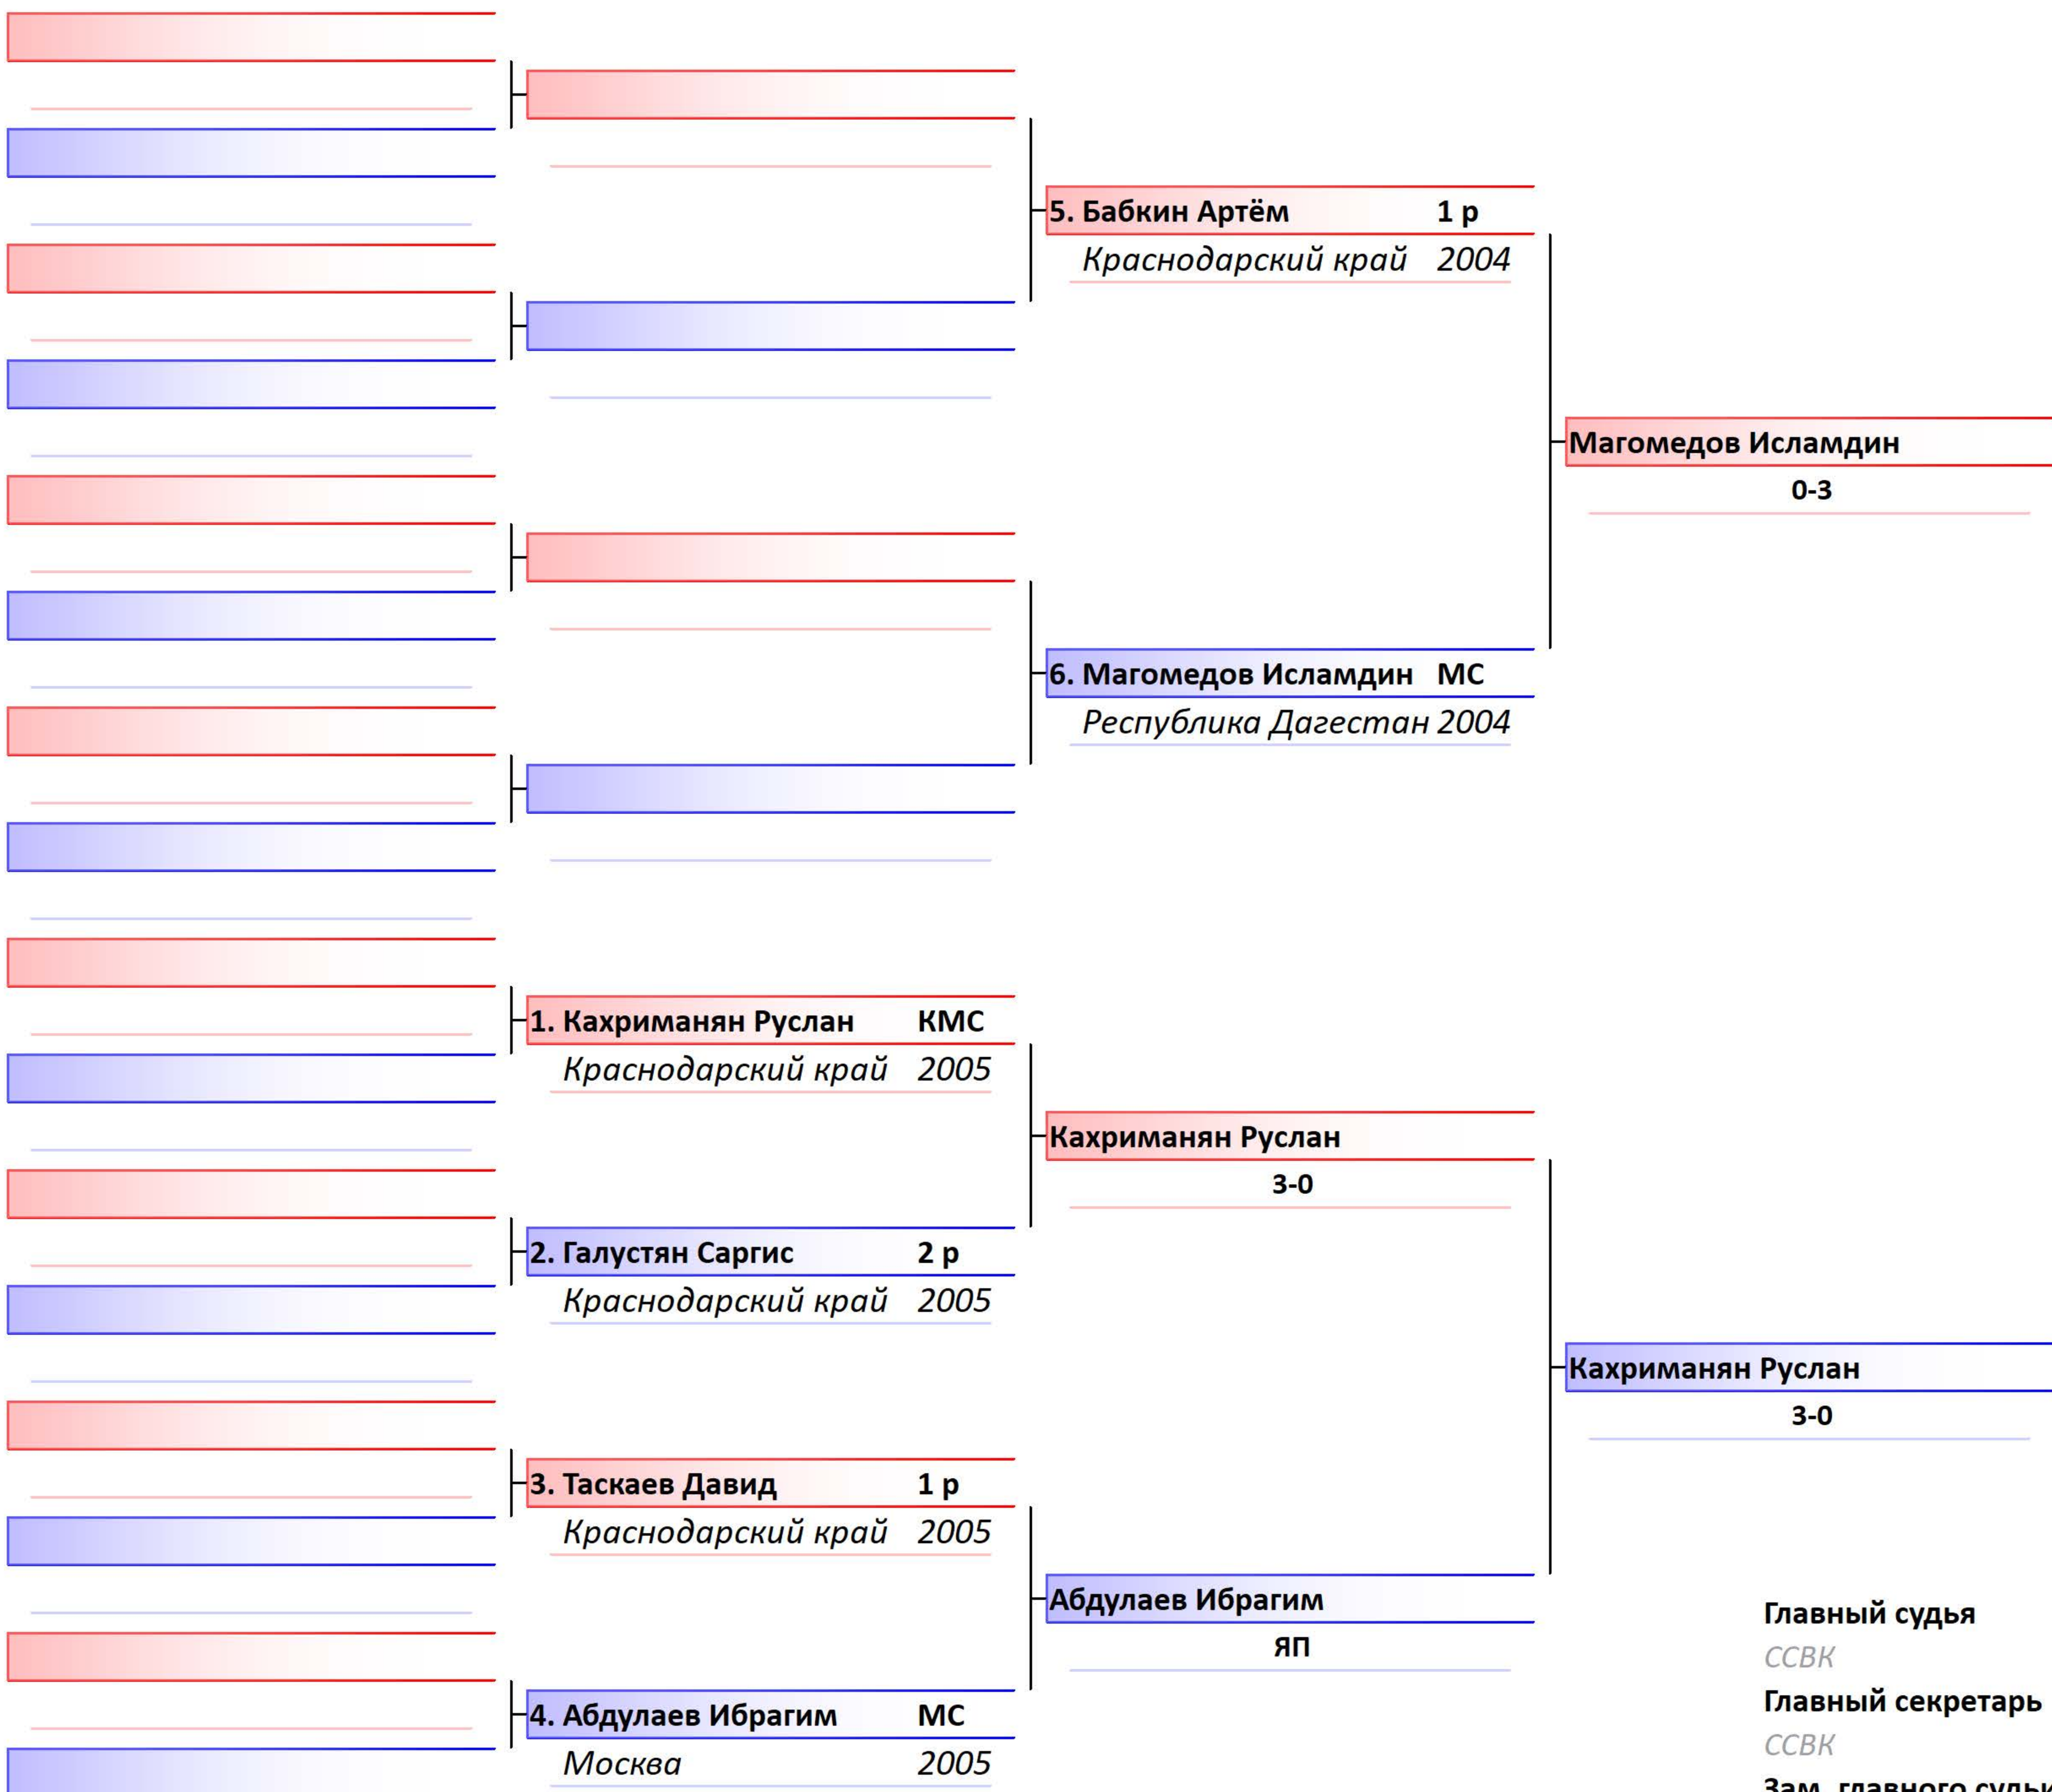 5. Бабкин Артём 1 р
Краснодарский край 2004
Магомедов Исламдин
0-3
6. Магомедов Исламдин МС
Республика Дагестан 2004
1. Кахриманян Руслан КМС
Краснодарский край 2005
Кахриманян Руслан
3-0
2. Галустян Саргис 2 р
Краснодарский край 2005
Кахриманян Руслан
3-0
3. Таскаев Давид 1 р
Краснодарский край 2005
Абдулаев Ибрагим
ЯП
4. Абдулаев Ибрагим МС
Москва 2005
Главный судья
ССВК
Главный секретарь
ССВК
Зам. главного судьи